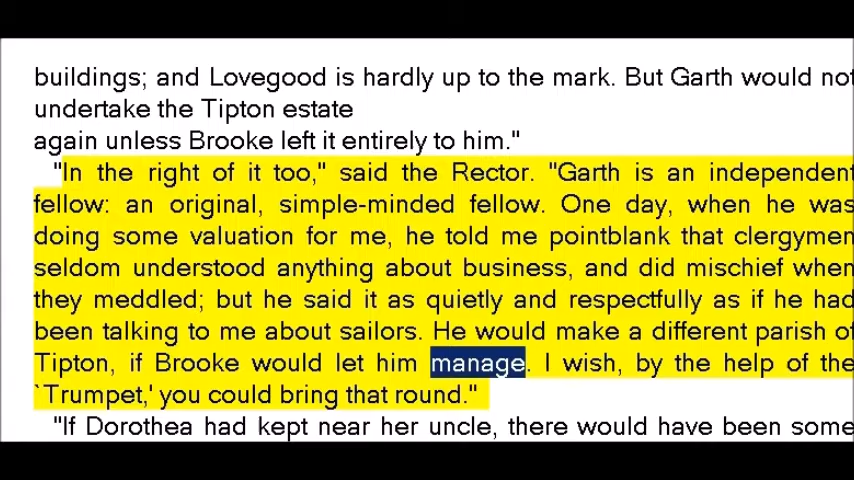 buildings; and Lovegood is hardly up to the mark. But Garth would not
undertake the Tipton estate
again unless Brooke left it entirely to him."
"In the right of it too," said the Rector. "Garth is an independent
fellow: an original, simple-minded fellow. One day, when he was
doing some valuation for me, he told me pointblank that clergymen
seldom understood anything about business, and did mischief when
they meddled; but he said it as quietly and respectfully as if he had
been talking to me about sailors. He would make a different parish of
Tipton, if Brooke would let him manage. I wish, by the help of the
`Trumpet,' you could bring that round."
"If Dorothea had kept near her uncle, there would have been some